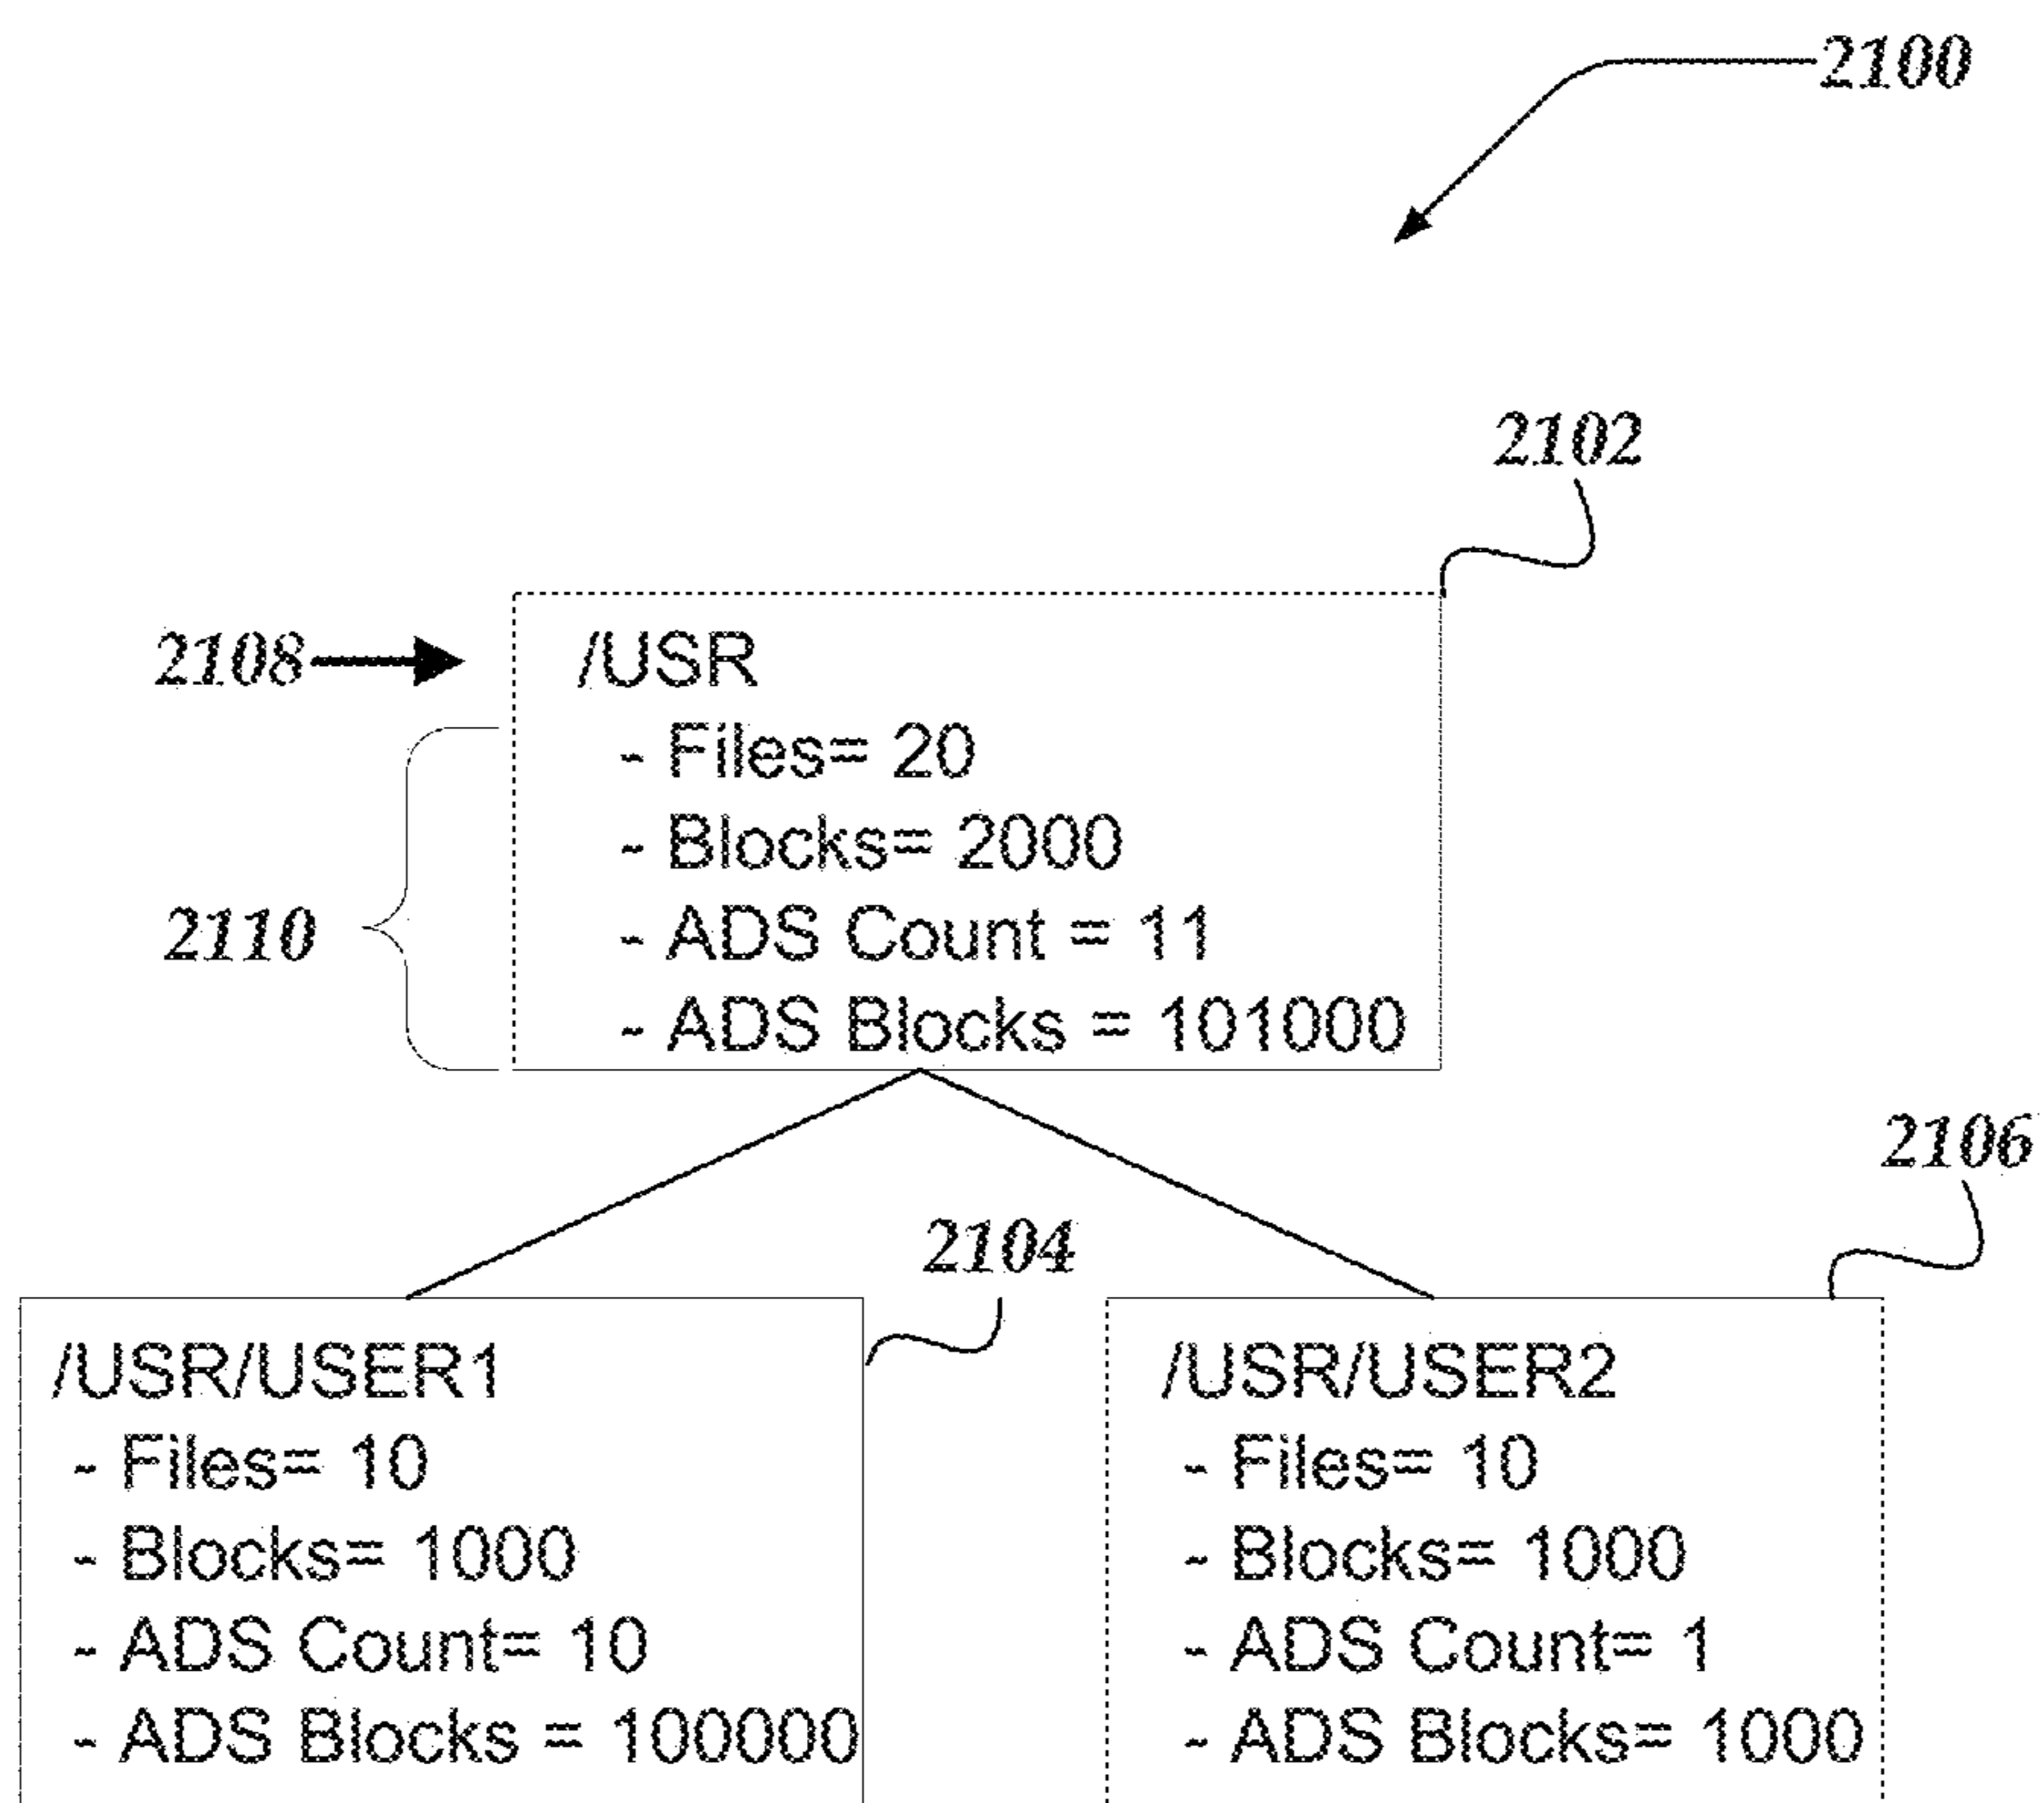 2100
2102
2108
/USR
- Files= 20
- Blocks= 2000
2110
- ADS Count = 11
- ADS Blocks = 101000
2106
2104
/USR/USER1
- Files= 10
- Blocks= 1000
- ADS Count= 10
- ADS Blocks = 100000
/USR/USER2
- Files= 10
- Blocks= 1000
- ADS Count= 1
- ADS Blocks= 1000